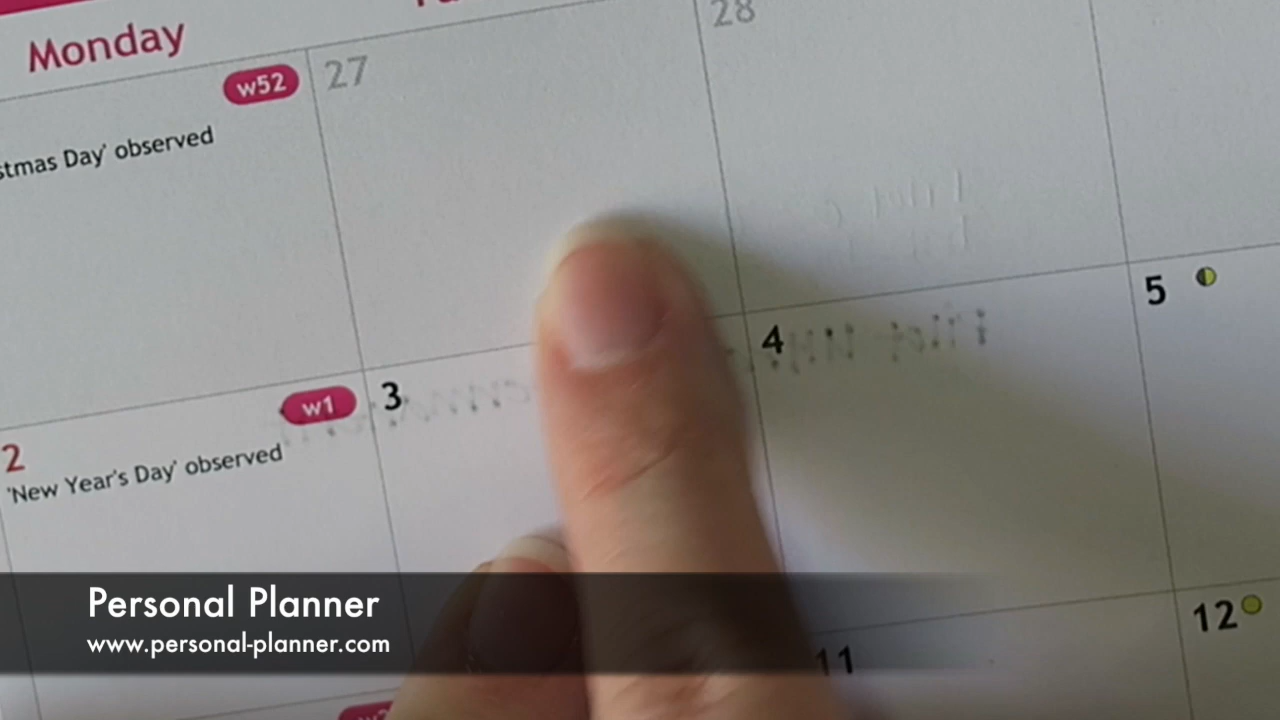 Monday
w52
27
28
stmas Day' observed
w1
3
4
5
2
'New Year's Day' observed
11
12
Personal Planner
www.personal-planner.com